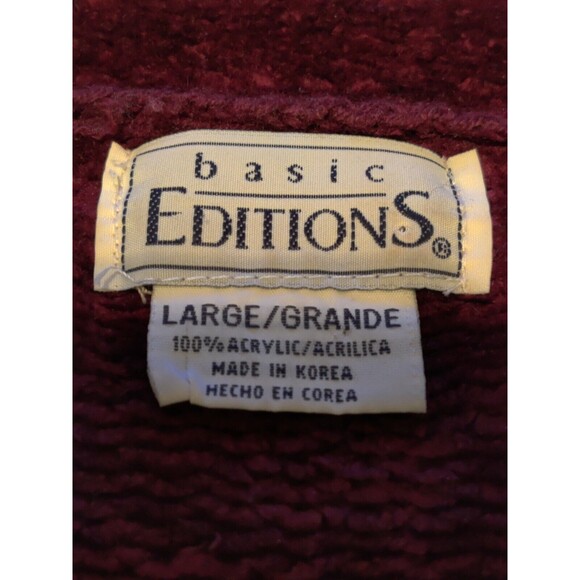 basic
EDITIONS®
LARGE/GRANDE
100% ACRYLIC/ACRILICA
MADE IN KOREA
HECHO EN COREA